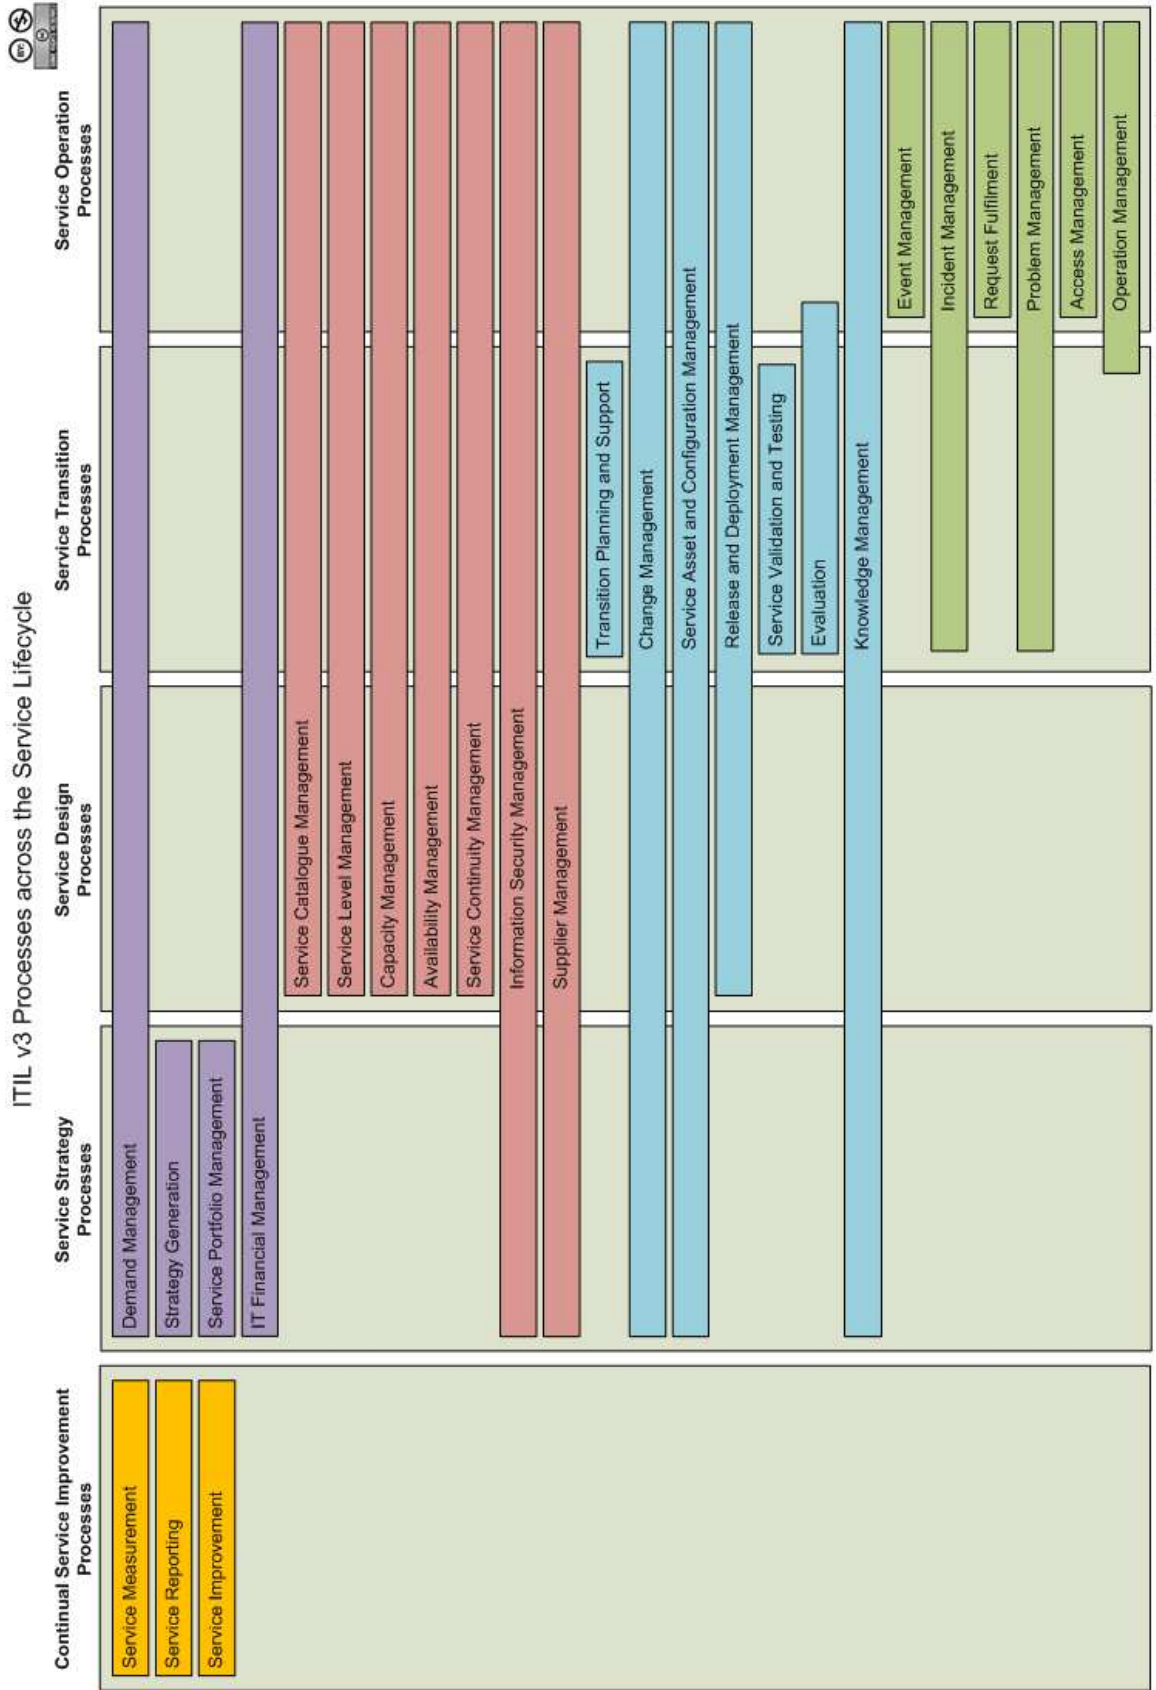 ITIL v3 Processes across the Service Lifecycle
Continual Service Improvement
Processes
Service Strategy
Processes
Service Design
Processes
Service Transition
Processes
Service Operation
Processes
Service Measurement
Service Reporting
Service Improvement
Demand Management
Strategy Generation
Service Portfolio Management
IT Financial Management
Service Catalogue Management
Service Level Management
Capacity Management
Availability Management
Service Continuity Management
Information Security Management
Supplier Management
Transition Planning and Support
Change Management
Service Asset and Configuration Management
Release and Deployment Management
Service Validation and Testing
Evaluation
Knowledge Management
Event Management
Incident Management
Request Fulfilment
Problem Management
Access Management
Operation Management